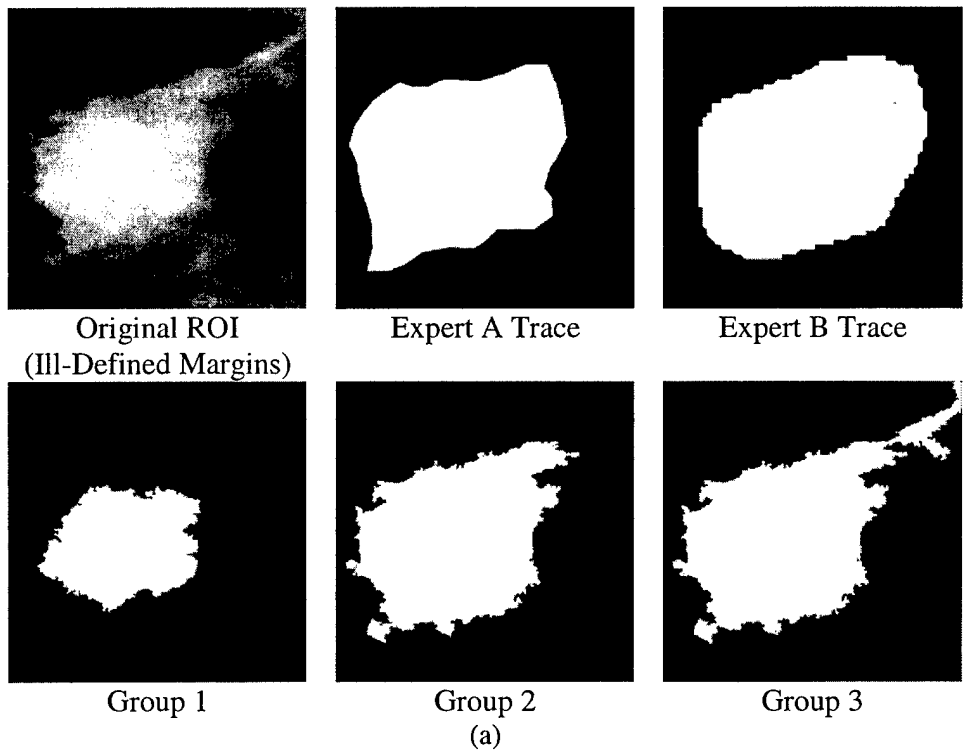 Original ROI
(Ill-Defined Margins)
Expert A Trace
Expert B Trace
Group 1
Group 2
Group 3
(a)